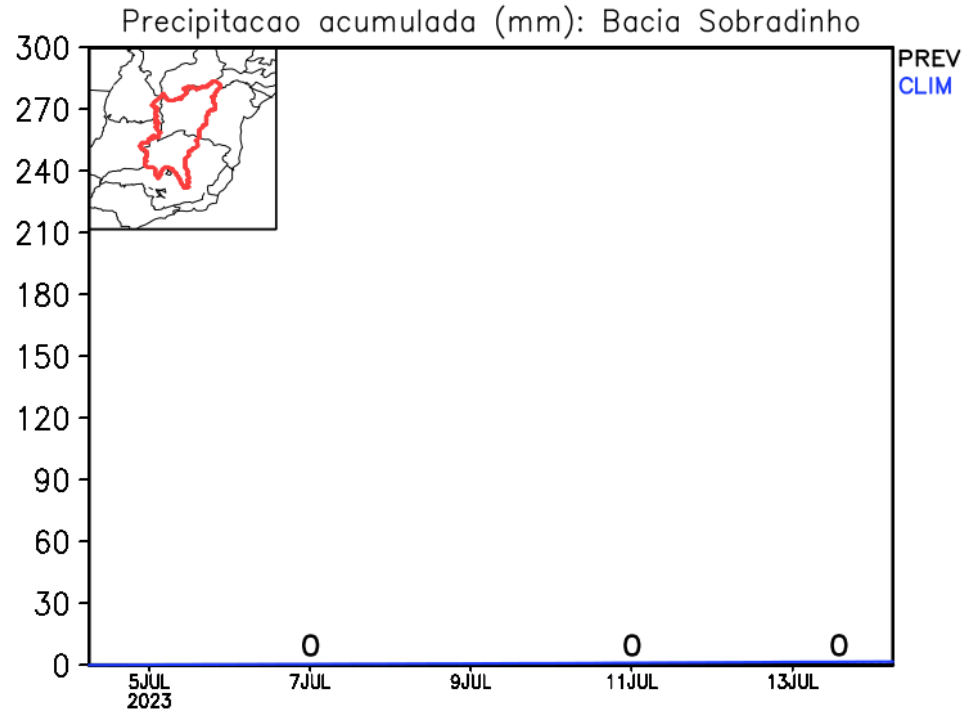 Precipitacao acumulada (mm): Bacia Sobradinho
PREV
CLIM
300
270
240
210
180
150
120
90
60
30
0
0 0 0
5JUL 7JUL 9JUL 11JUL 13JUL
2023